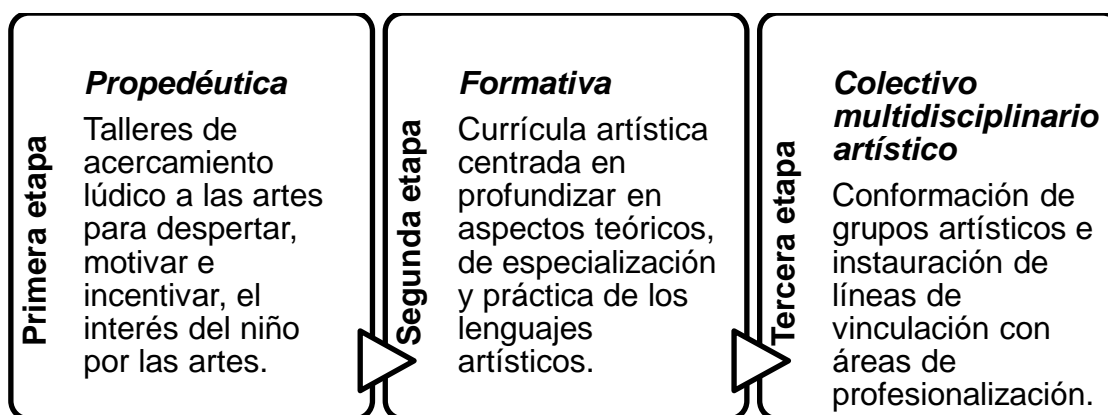 Primera etapa
Propedéutica
Talleres de
acercamiento
lúdico a las artes
para despertar,
motivar e
incentivar, el
interés del niño
por las artes.
Segunda etapa
Formativa
Currícula artística
centrada en
profundizar en
aspectos teóricos,
de especialización
y práctica de los
lenguajes
artísticos.
Tercera etapa
Colectivo
multidisciplinario
artístico
Conformación de
grupos artísticos e
instauración de
líneas de
vinculación con
áreas de
profesionalización.